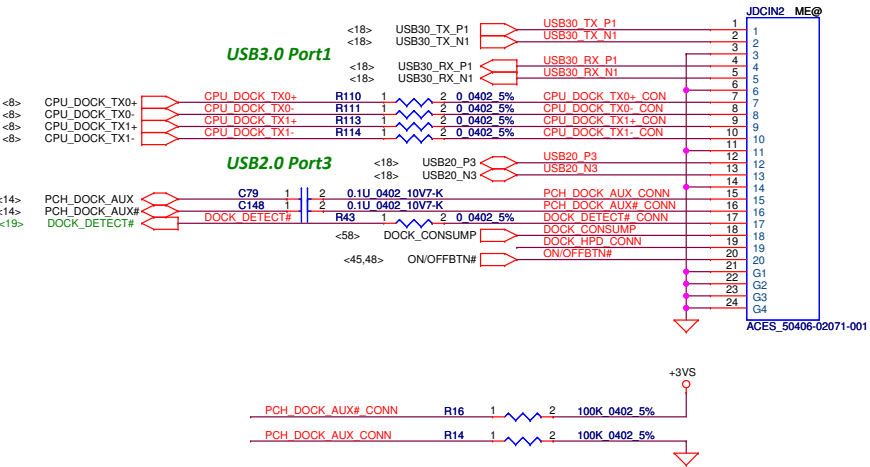 JDCIN2 ME@
<18> USB30_TX_P1 USB30_TX_P1 1 1
<18> USB30_TX_N1 USB30_TX_N1 2 2
USB3.0 Port1
3 3
<18> USB30_RX_P1 USB30_RX_P1 4 4
<18> USB30_RX_N1 USB30_RX_N1 5 5
6 6
<8> CPU_DOCK_TX0+ CPU_DOCK_TX0+ R110 1 2 0_0402_5% CPU_DOCK_TX0+_CON 7 7
<8> CPU_DOCK_TX0- CPU_DOCK_TX0- R111 1 2 0_0402_5% CPU_DOCK_TX0-_CON 8 8
<8> CPU_DOCK_TX1+ CPU_DOCK_TX1+ R113 1 2 0_0402_5% CPU_DOCK_TX1+_CON 9 9
<8> CPU_DOCK_TX1- CPU_DOCK_TX1- R114 1 2 0_0402_5% CPU_DOCK_TX1-_CON 10 10
11 11
USB2.0 Port3
<18> USB20_P3 USB20_P3 12 12
<18> USB20_N3 USB20_N3 13 13
14 14
<14> PCH_DOCK_AUX C79 1 2 0.1U_0402_10V7-K PCH_DOCK_AUX_CONN 15 15
<14> PCH_DOCK_AUX# C148 1 2 0.1U_0402_10V7-K PCH_DOCK_AUX#_CONN 16 16
<19> DOCK_DETECT# DOCK_DETECT# R43 1 2 0_0402_5% DOCK_DETECT#_CONN 17 17
<58> DOCK_CONSUMP DOCK_CONSUMP 18 18
DOCK_HPD_CONN 19 19
<45,48> ON/OFFBTN# ON/OFFBTN# 20 20
21 G1
22 G2
23 G3
24 G4
ACES_50406-02071-001
+3VS
PCH_DOCK_AUX#_CONN R16 1 2 100K_0402_5%
PCH_DOCK_AUX_CONN R14 1 2 100K_0402_5%